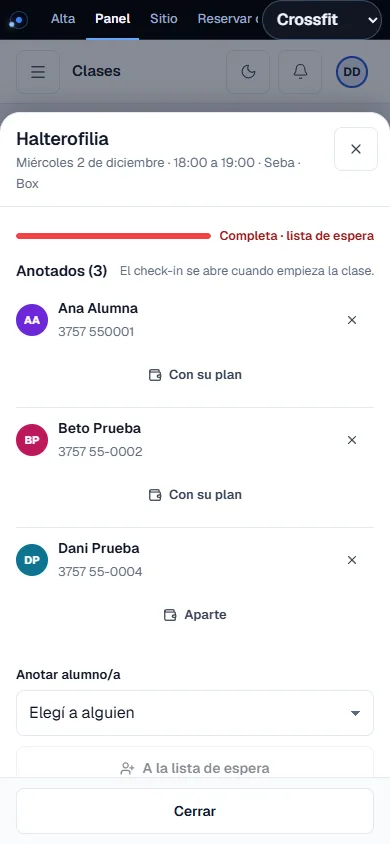 Alta Panel Sitio Reservar Crossfit
Clases DD
Halterofilia
Miércoles 2 de diciembre · 18:00 a 19:00 · Seba ·
Box
Completa · lista de espera
Anotados (3) El check-in se abre cuando empieza la clase.
AA Ana Alumna
3757 550001
Con su plan
BP Beto Prueba
3757 55-0002
Con su plan
DP Dani Prueba
3757 55-0004
Aparte
Anotar alumno/a
Elegí a alguien
A la lista de espera
Cerrar